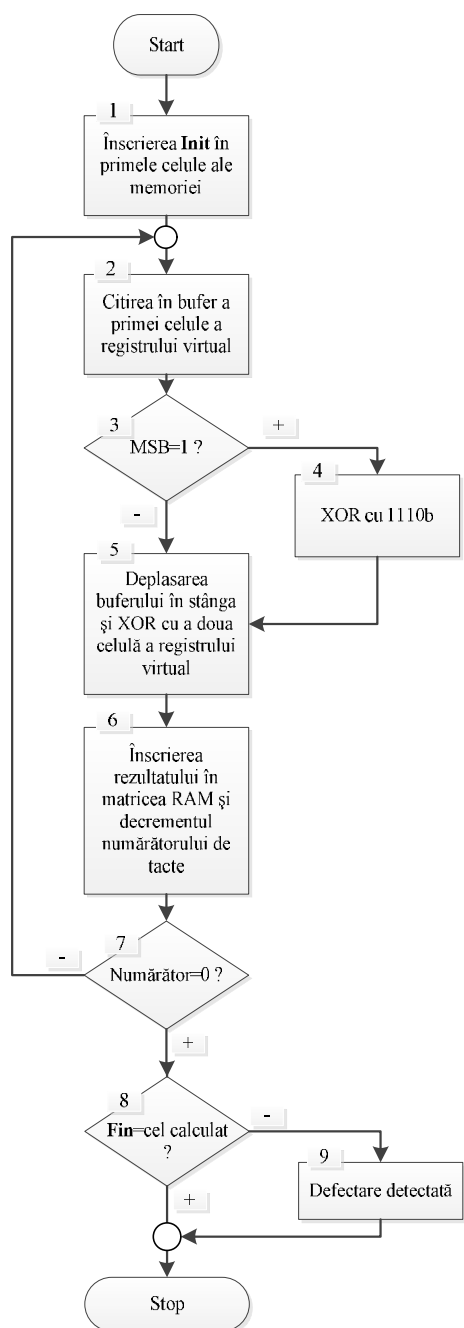 Start
1
Înscrierea Init în
primele celule ale
memoriei
2
Citirea în bufer a
primei celule a
registrului virtual
3
MSB=1 ?
+
-
4
XOR cu 1110b
5
Deplasarea
buferului în stânga
şi XOR cu a doua
celulă a registrului
virtual
6
Înscrierea
rezultatului în
matricea RAM şi
decrementul
numărătorului de
tacte
7
Numărător=0 ?
-
+
8
Fin=cel calculat
?
-
+
9
Defectare detectată
Stop